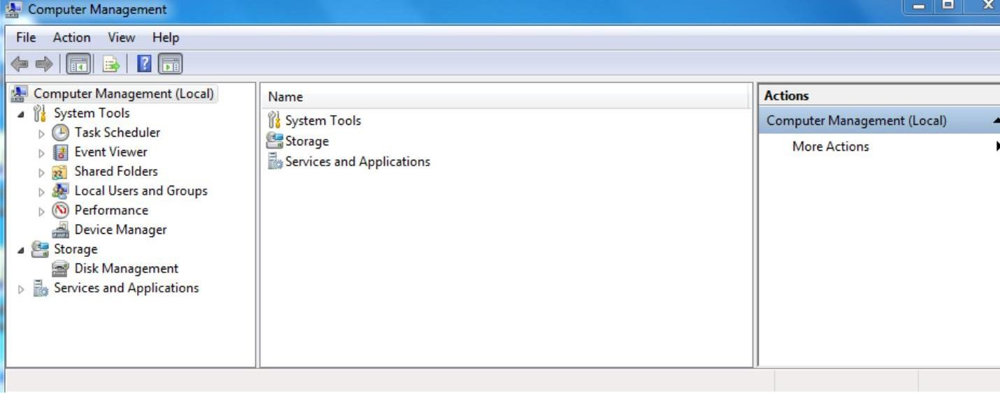 Computer Management
File Action View Help
Computer Management (Local)
System Tools
Task Scheduler
Event Viewer
Shared Folders
Local Users and Groups
Performance
Device Manager
Storage
Disk Management
Services and Applications
Name
System Tools
Storage
Services and Applications
Actions
Computer Management (Local)
More Actions